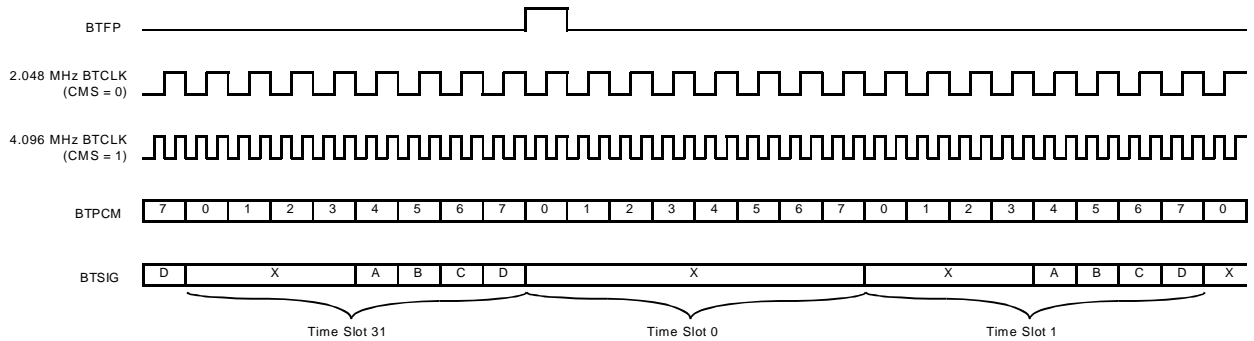 BTFP
2.048 MHz BTCLK
(CMS = 0)
4.096 MHz BTCLK
(CMS = 1)
BTPCM 7 0 1 2 3 4 5 6 7 0 1 2 3 4 5 6 7 0 1 2 3 4 5 6 7 0
BTSIG D X A B C D X X A B C D X
Time Slot 31 Time Slot 0 Time Slot 1